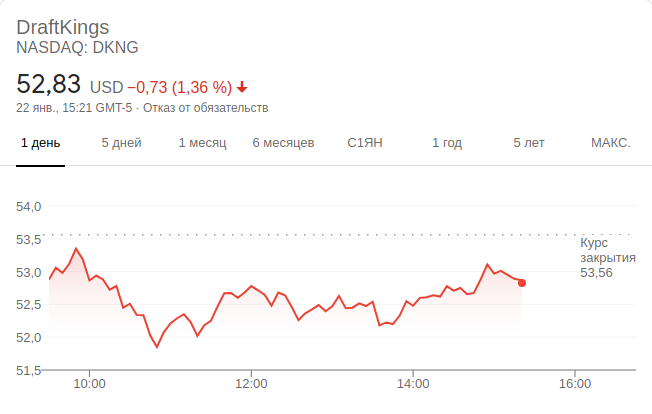 DraftKings
NASDAQ: DKNG
52,83 USD −0,73 (1,36 %)
22 янв., 15:21 GMT-5 · Отказ от обязательств
1 день 5 дней 1 месяц 6 месяцев С1ЯН 1 год 5 лет МАКС.
54,0
53,5
Курс
закрытия
53,56
53,0
52,5
52,0
51,5
10:00 12:00 14:00 16:00